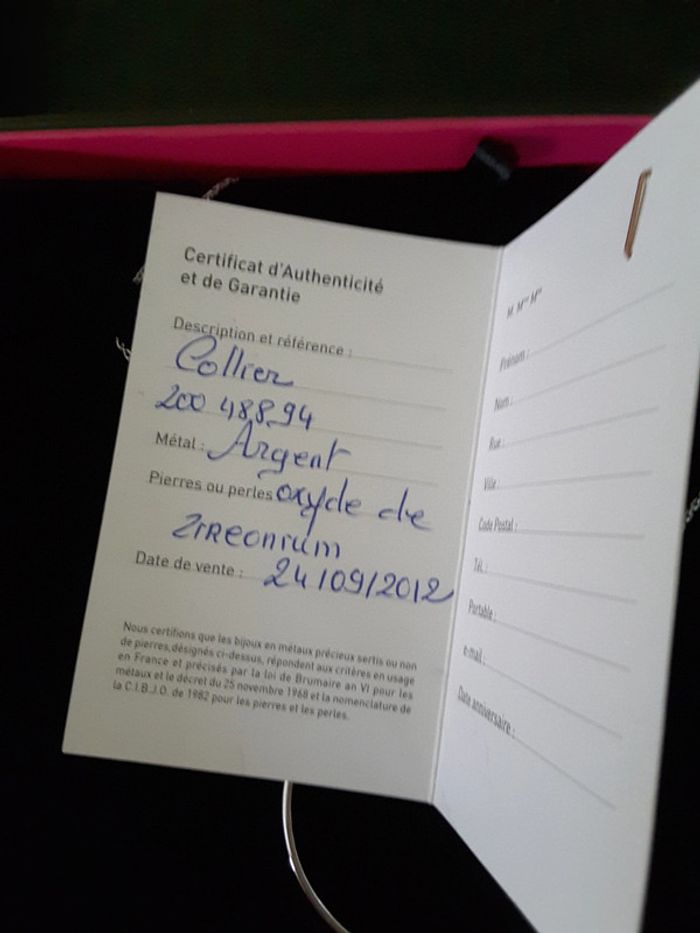 Certificat d'Authenticité
et de Garantie
Description et référence :
Collier
200 488.94
Métal : Argent
Pierres ou perles oxyde de
zirconium
Date de vente : 24/09/2012
Nous certifions que les bijoux en métaux précieux sertis ou non
de pierres,désignés ci-dessus, répondent aux critères en usage
en France et précisés par la loi de Brumaire an VI pour les
métaux et le décret du 25 novembre 1968 et la nomenclature de
la C.I.B.J.O. de 1982 pour les pierres et les perles.
M. Mme Mlle
Prénom :
Nom :
Rue :
Ville :
Code Postal :
Tél. :
Portable :
e-mail :
Date anniversaire :